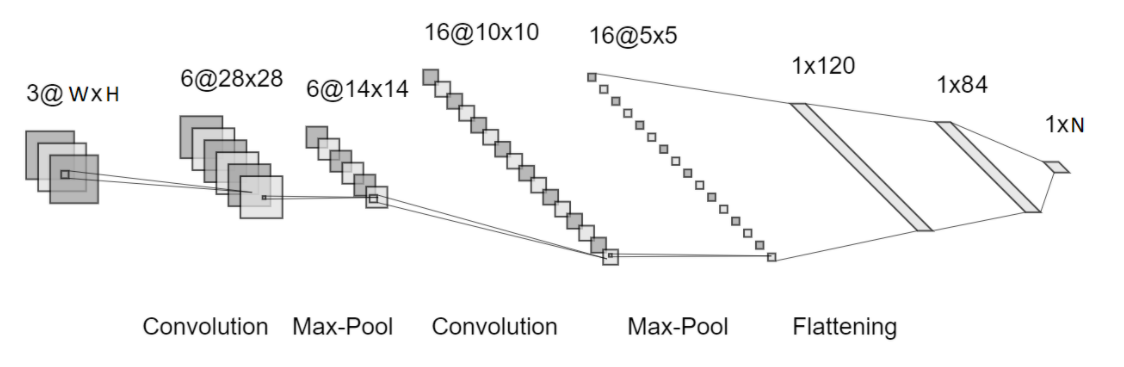 3@ WxH
6@28x28
6@14x14
16@10x10
16@5x5
1x120
1x84
1xN
Convolution
Max-Pool
Convolution
Max-Pool
Flattening